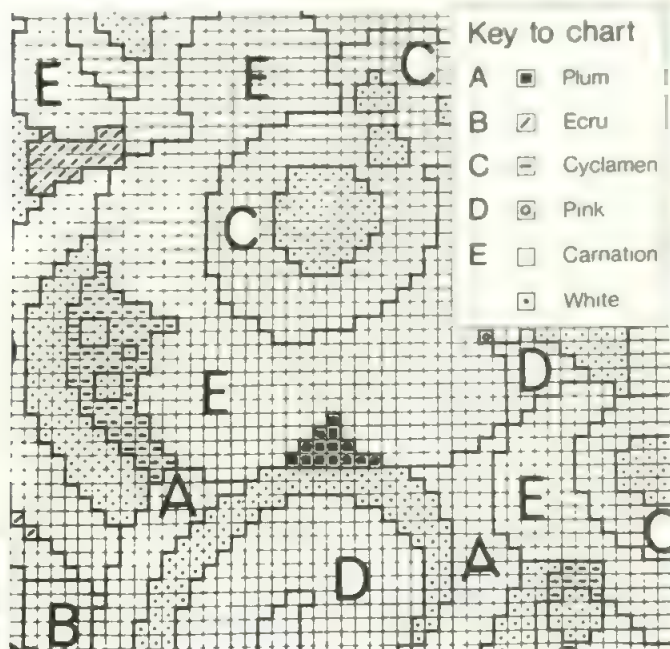 Key to chart
A Plum
B Ecru
C Cyclamen
D Pink
E Carnation
White
E
E
C
C
E
D
A
E
C
A
D
B